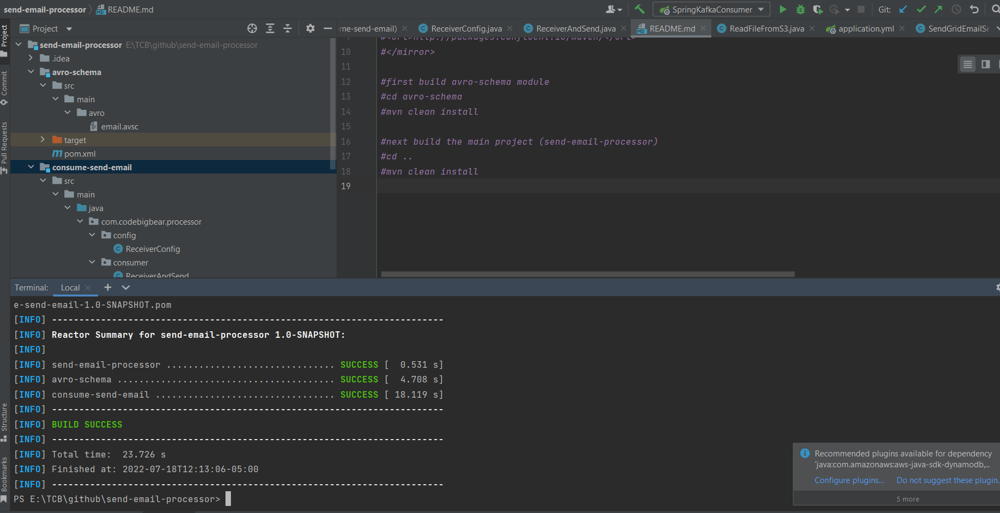 send-email-processor README.md
SpringKafkaConsumer
Git:
Project
me-send-email) ReceiverConfig.java ReceiverAndSend.java README.md ReadFileFromS3.java application.yml SendGridEmailSe
Project
Commit
Pull Requests
Structure
Bookmarks
send-email-processor E:\TCB\github\send-email-processor
.idea
avro-schema
src
main
avro
email.avsc
target
pom.xml
consume-send-email
src
main
java
com.codebigbear.processor
config
ReceiverConfig
consumer
ReceiverAndSend
#<url>http://packages.confluent.io/maven/</url>
10 #</mirror>
11
12 #first build avro-schema module
13 #cd avro-schema
14 #mvn clean install
15
16 #next build the main project (send-email-processor)
17 #cd ..
18 #mvn clean install
19
Terminal: Local
e-send-email-1.0-SNAPSHOT.pom
[INFO] ------------------------------------------------------------------------
[INFO] Reactor Summary for send-email-processor 1.0-SNAPSHOT:
[INFO]
[INFO] send-email-processor ............................... SUCCESS [  0.531 s]
[INFO] avro-schema ........................................ SUCCESS [  4.708 s]
[INFO] consume-send-email ................................. SUCCESS [ 18.119 s]
[INFO] ------------------------------------------------------------------------
[INFO] BUILD SUCCESS
[INFO] ------------------------------------------------------------------------
[INFO] Total time:  23.726 s
[INFO] Finished at: 2022-07-18T12:13:06-05:00
[INFO] ------------------------------------------------------------------------
PS E:\TCB\github\send-email-processor>
Recommended plugins available for dependency
'java:com.amazonaws:aws-java-sdk-dynamodb,...
Configure plugins... Do not suggest these plugin.
5 more